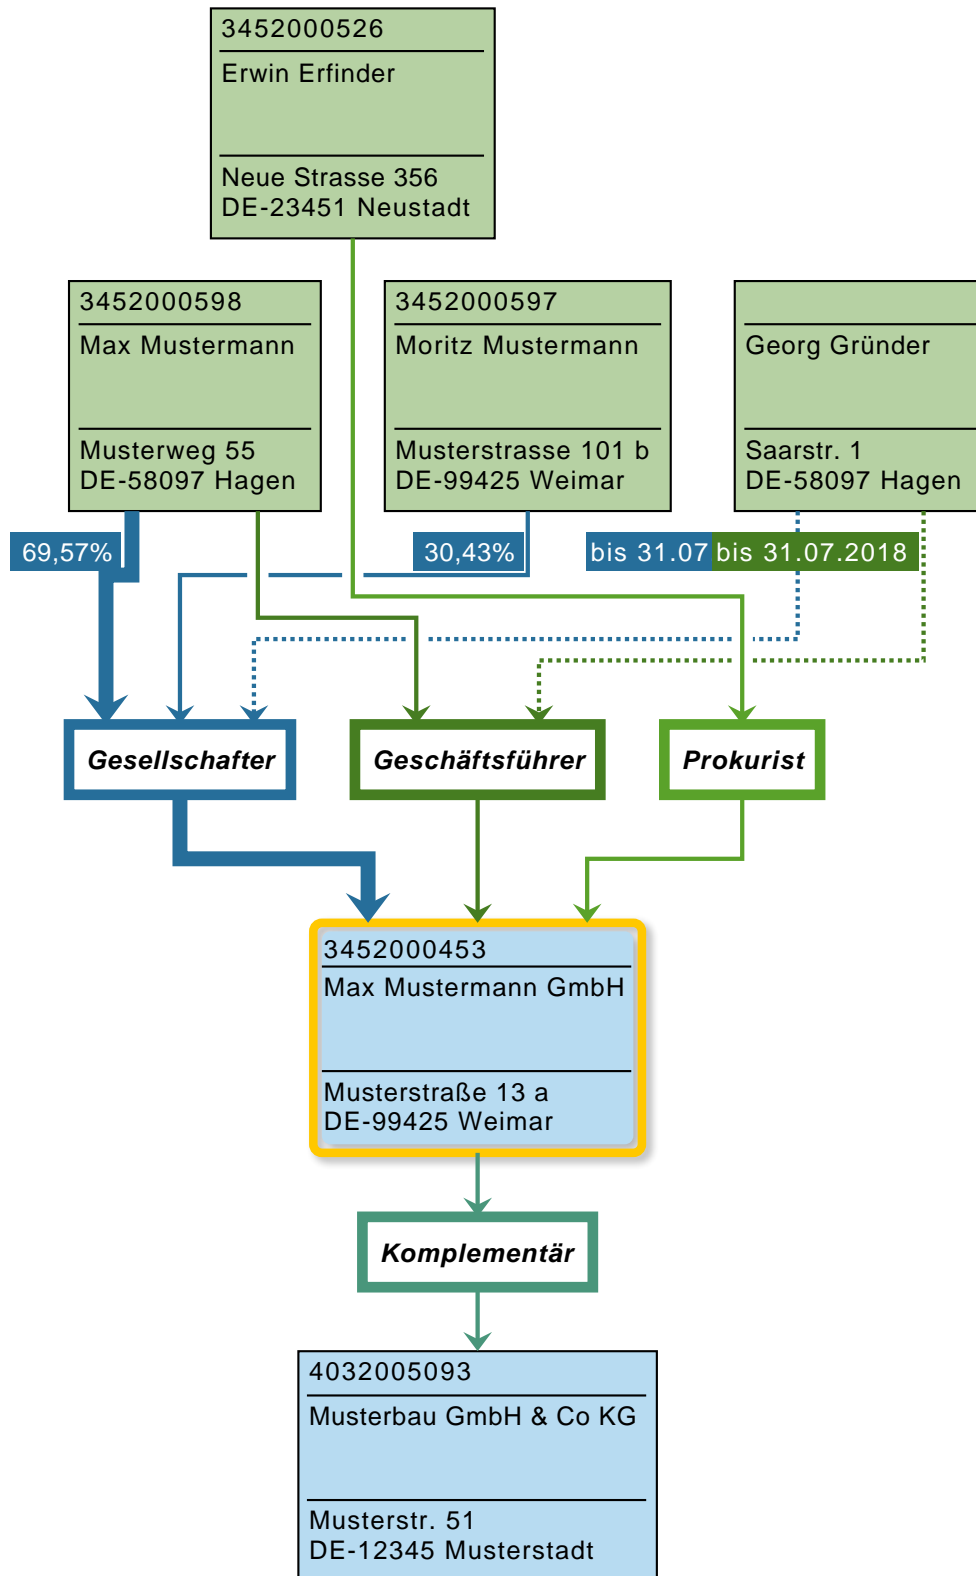 3452000526
Erwin Erfinder
Neue Strasse 356
DE-23451 Neustadt
3452000598
Max Mustermann
Musterweg 55
DE-58097 Hagen
3452000597
Moritz Mustermann
Musterstrasse 101 b
DE-99425 Weimar
Georg Gründer
Saarstr. 1
DE-58097 Hagen
69,57%
30,43%
bis 31.07
bis 31.07.2018
Gesellschafter
Geschäftsführer
Prokurist
3452000453
Max Mustermann GmbH
Musterstraße 13 a
DE-99425 Weimar
Komplementär
4032005093
Musterbau GmbH & Co KG
Musterstr. 51
DE-12345 Musterstadt